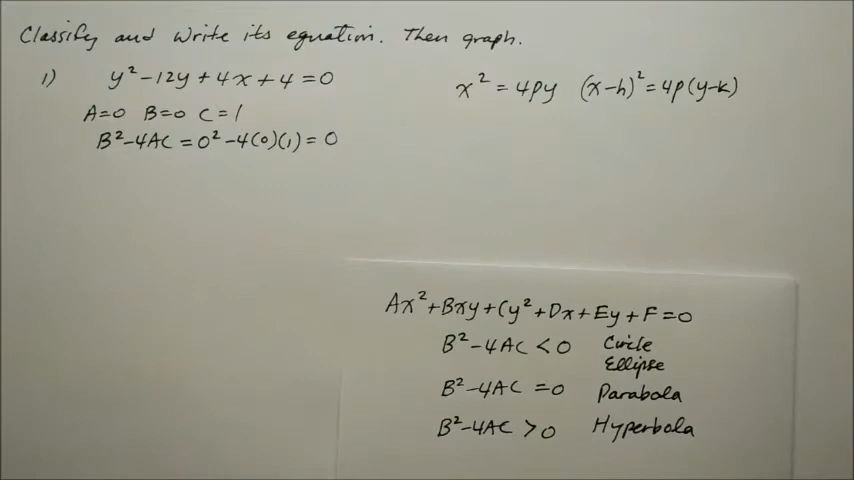 Classify and write its equation. Then graph.
1) y² - 12y + 4x + 4 = 0
x² = 4py (x-h)² = 4p(y-k)
A=0 B=0 C=1
B²-4AC = 0² -4(0)(1) = 0
Ax²+Bxy+Cy²+Dx+Ey+F=0
B²-4AC < 0 Circle
Ellipse
B²-4AC = 0 Parabola
B²-4AC > 0 Hyperbola